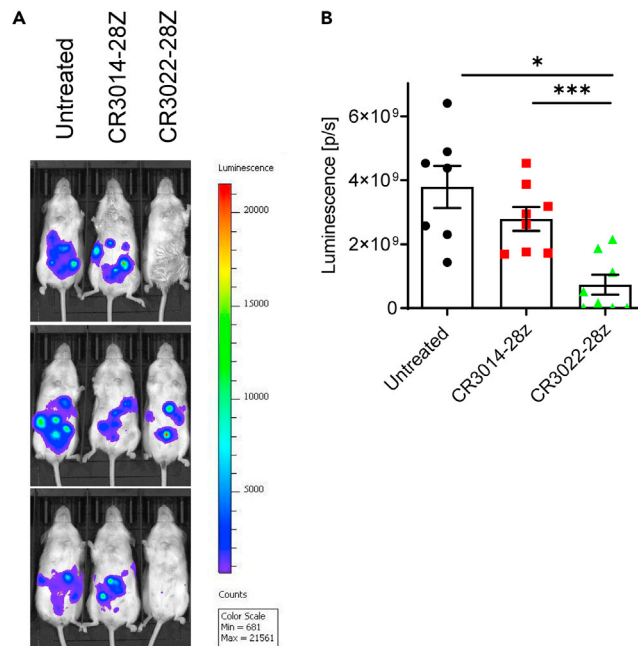 A
Untreated
CR3014-28Z
CR3022-28Z
Luminescence
20000
15000
10000
5000
Counts
Color Scale
Min = 681
Max = 21561
B
*
***
Luminescence [p/s]
6×10⁹
4×10⁹
2×10⁹
0
Untreated
CR3014-28z
CR3022-28z